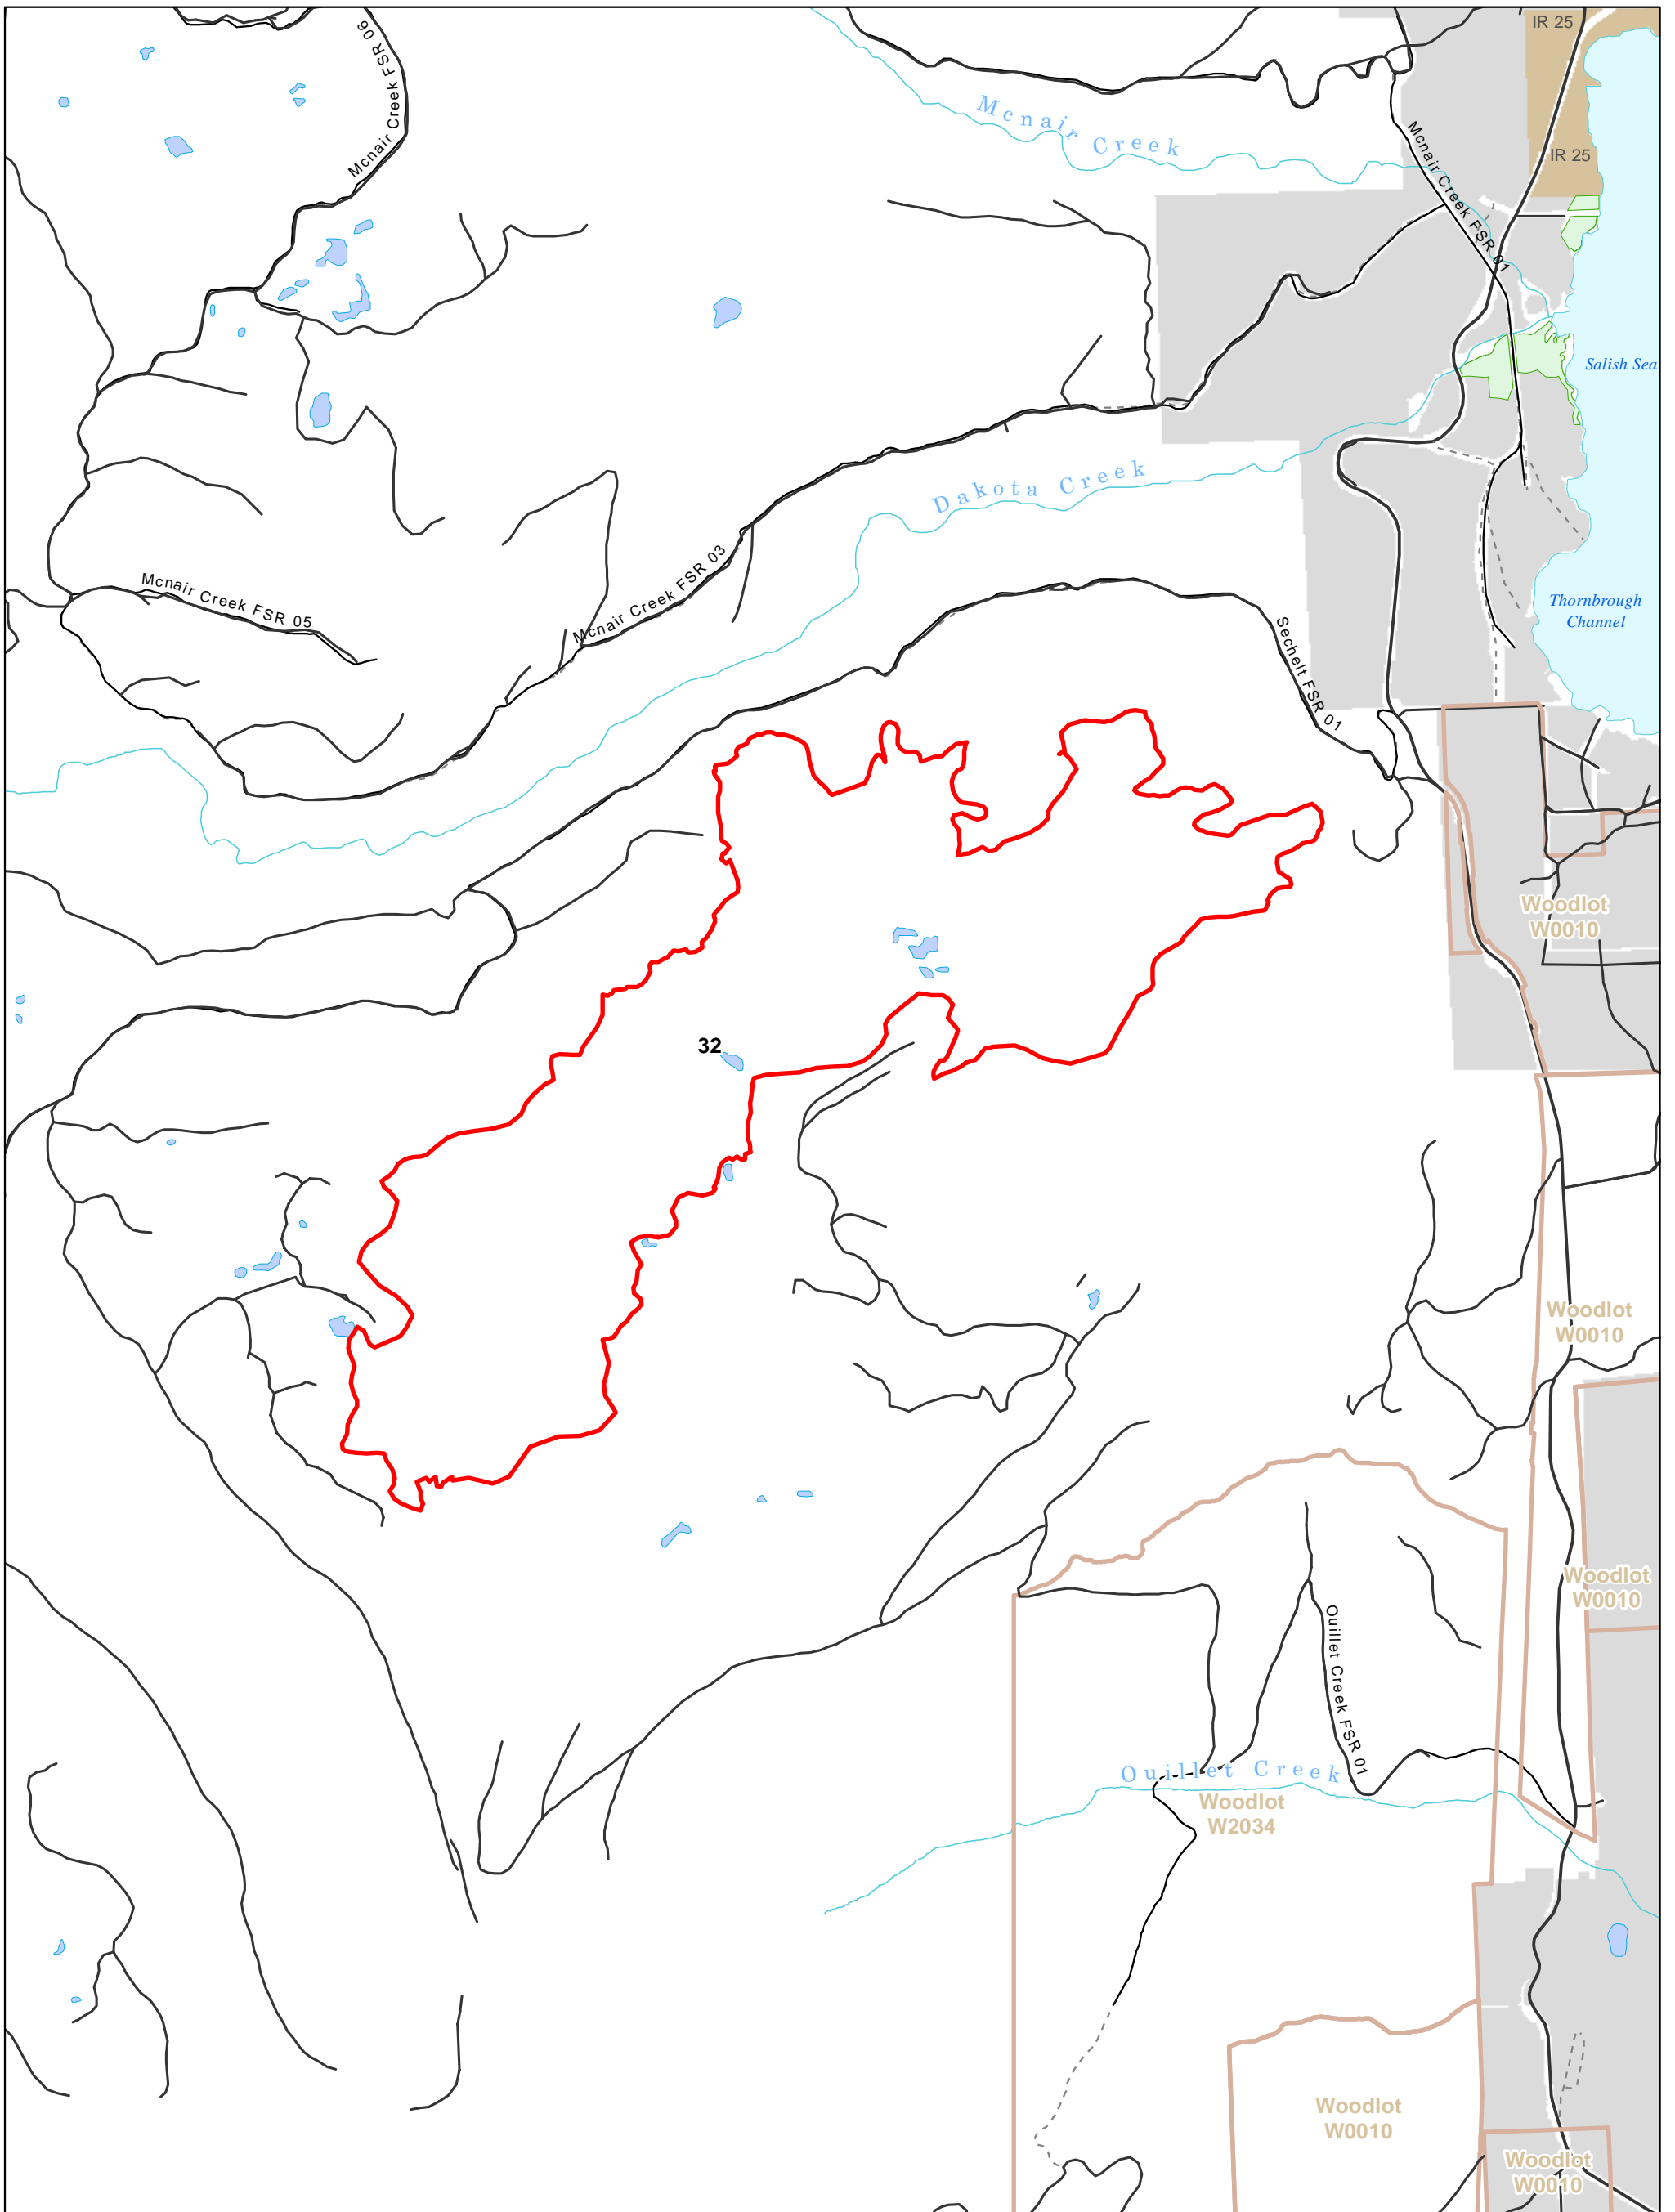 IR 25
Mcnair Creek FSR 06
Mcnair Creek
Mcnair Creek FSR 01
IR 25
Salish Sea
Dakota Creek
Mcnair Creek FSR 05
Mcnair Creek FSR 03
Thornbrough
Channel
Sechelt FSR 01
Woodlot
W0010
32
Woodlot
W0010
Woodlot
W0010
Ouillet Creek FSR 01
Ouillet Creek
Woodlot
W2034
Woodlot
W0010
Woodlot
W0010